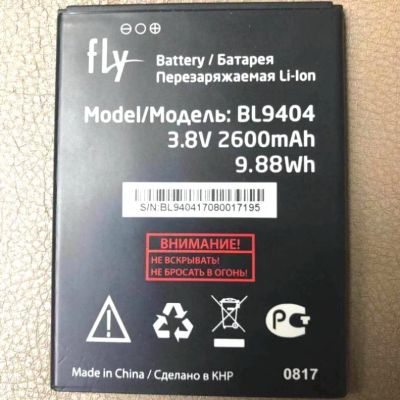 fly
Battery / Батарея
Перезаряжаемая Li-Ion
Model/Модель: BL9404
3.8V 2600mAh
9.88Wh
S/N:BL940417080017195
ВНИМАНИЕ!
НЕ ВСКРЫВАТЬ!
НЕ БРОСАТЬ В ОГОНЬ!
Made in China / Сделано в КНР
0817